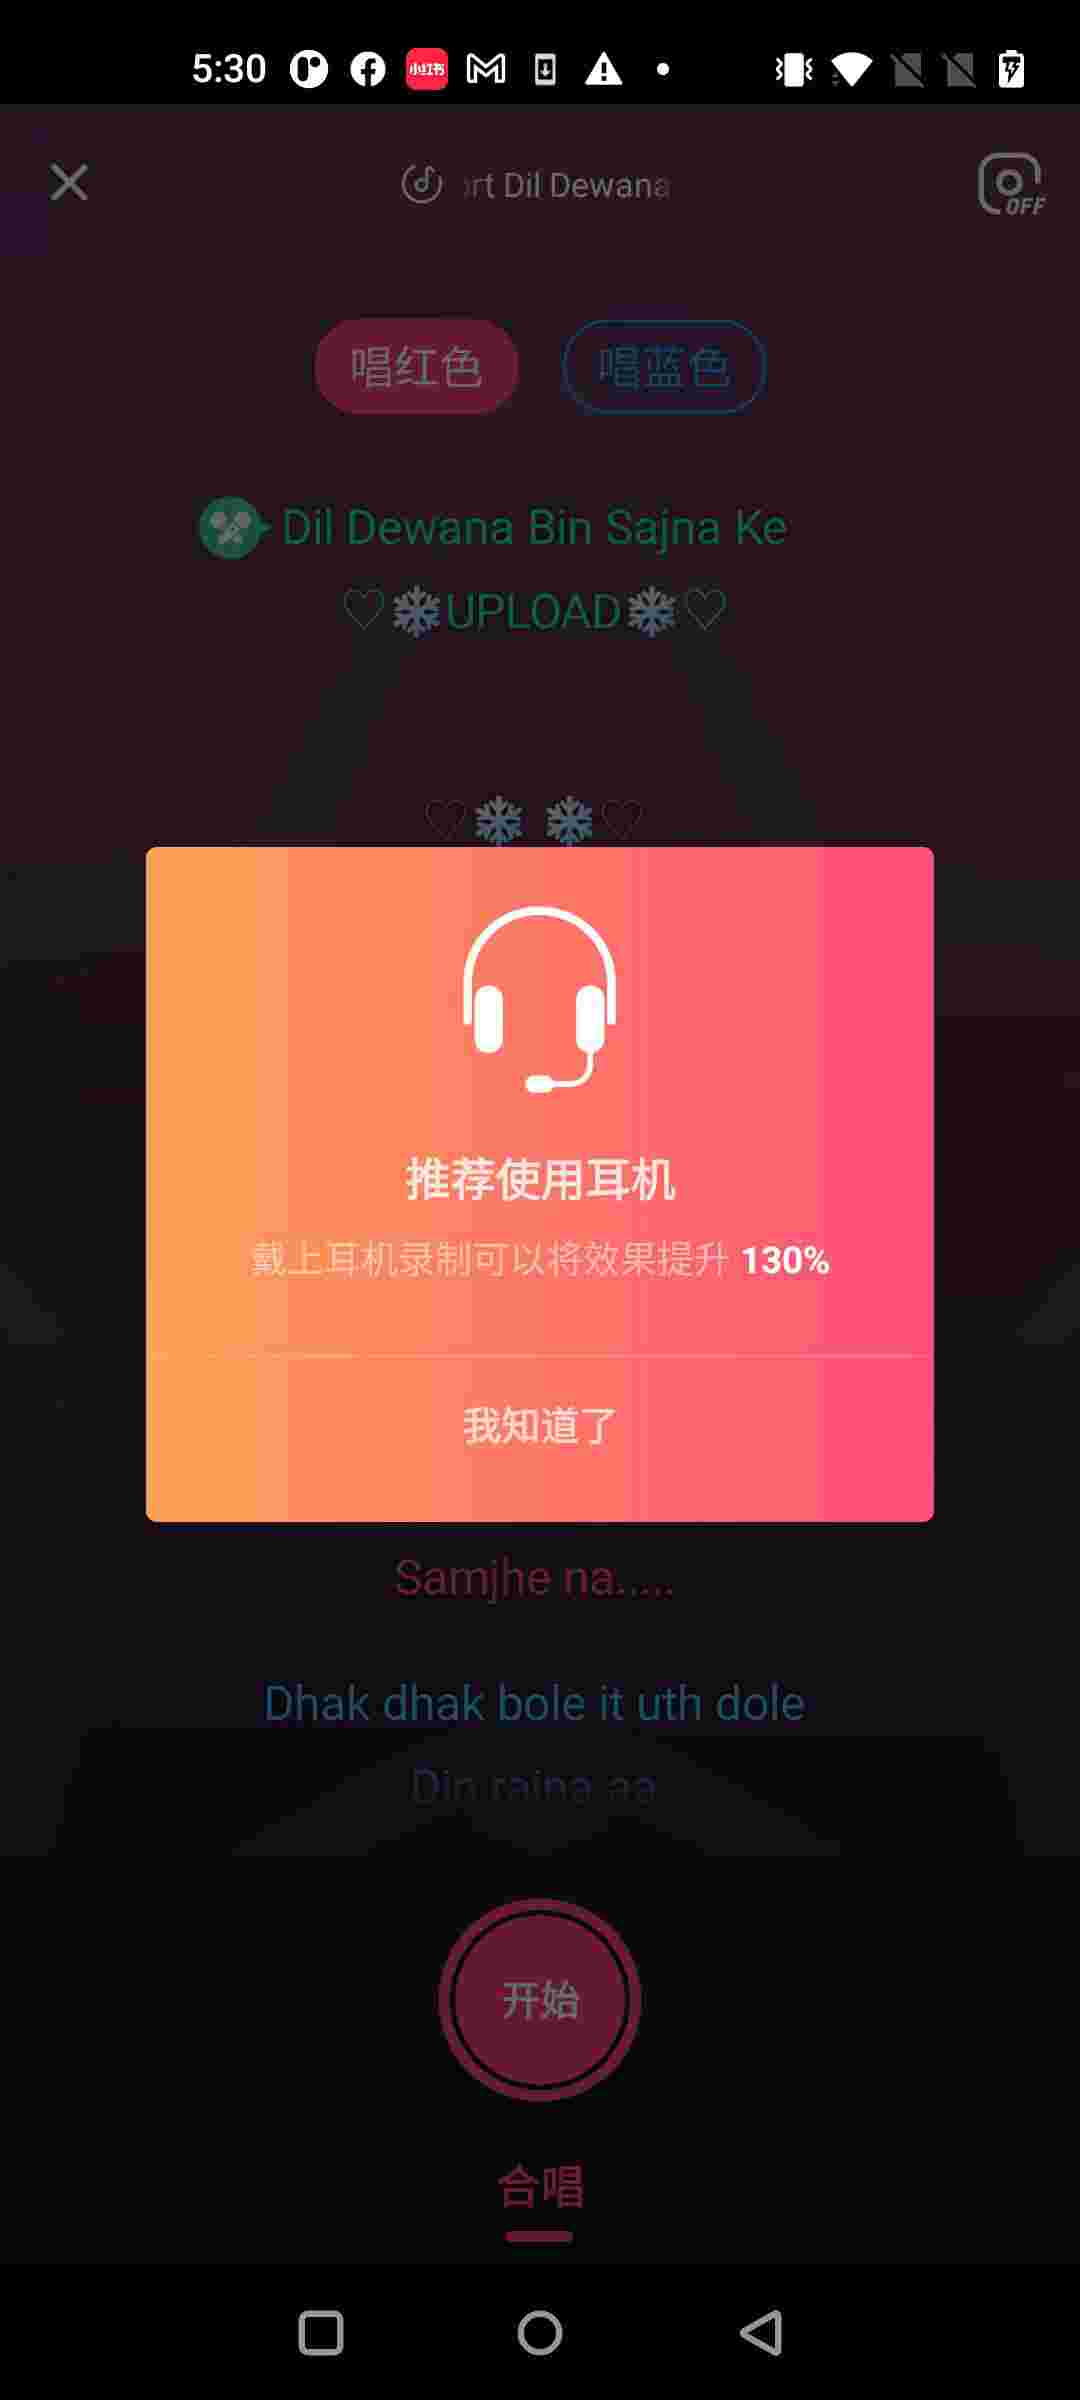 5:30
小红书
ort Dil Dewana
OFF
唱红色
唱蓝色
Dil Dewana Bin Sajna Ke
♡❄UPLOAD❄♡
♡❄ ❄♡
推荐使用耳机
戴上耳机录制可以将效果提升 130%
我知道了
Samjhe na.....
Dhak dhak bole it uth dole
Din raina aa
开始
合唱